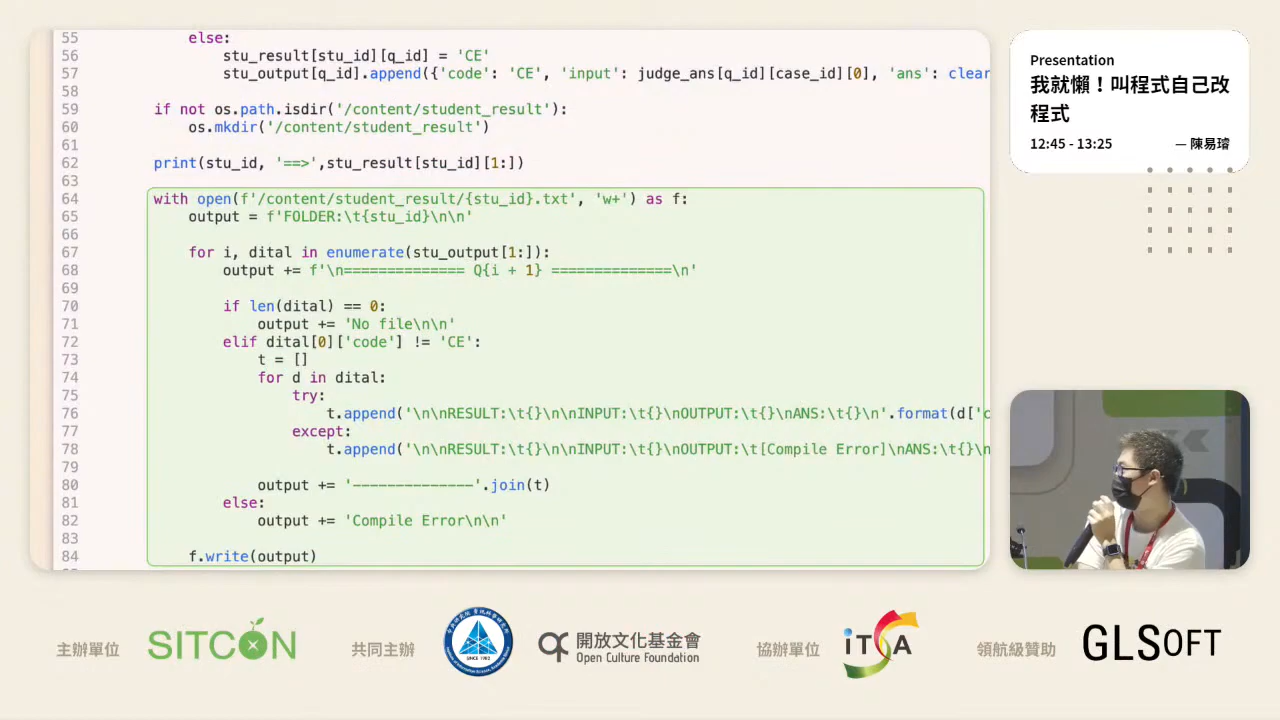 55 else:
56 stu_result[stu_id][q_id] = 'CE'
57 stu_output[q_id].append({'code': 'CE', 'input': judge_ans[q_id][case_id][0], 'ans': clear
58
59 if not os.path.isdir('/content/student_result'):
60 os.mkdir('/content/student_result')
61
62 print(stu_id, '==>',stu_result[stu_id][1:])
63
64 with open(f'/content/student_result/{stu_id}.txt', 'w+') as f:
65 output = f'FOLDER:\t{stu_id}\n\n'
66
67 for i, dital in enumerate(stu_output[1:]):
68 output += f'\n============== Q{i + 1} ==============\n'
69
70 if len(dital) == 0:
71 output += 'No file\n\n'
72 elif dital[0]['code'] != 'CE':
73 t = []
74 for d in dital:
75 try:
76 t.append('\n\nRESULT:\t{}\n\nINPUT:\t{}\nOUTPUT:\t{}\nANS:\t{}\n'.format(d['c
77 except:
78 t.append('\n\nRESULT:\t{}\n\nINPUT:\t{}\nOUTPUT:\t[Compile Error]\nANS:\t{}\n
79
80 output += '--------------'.join(t)
81 else:
82 output += 'Compile Error\n\n'
83
84 f.write(output)
Presentation
我就懶！叫程式自己改
程式
12:45 - 13:25 — 陳易璿
主辦單位 SITCON 共同主辦 SINCE 1982 開放文化基金會
Open Culture Foundation
協辦單位 iTSA 領航級贊助 GLSOFT